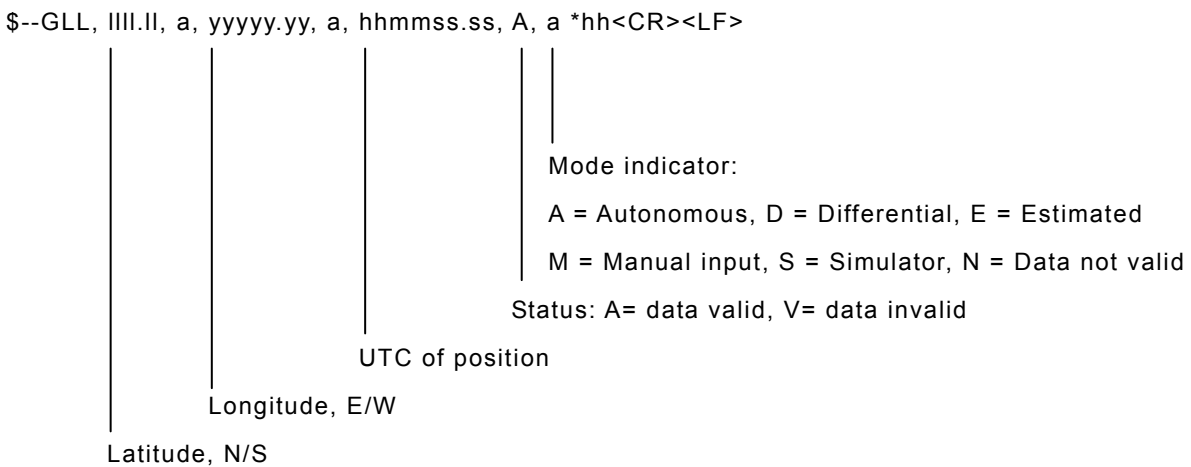 $--GLL, llll.ll, a, yyyyy.yy, a, hhmmss.ss, A, a *hh<CR><LF>
Mode indicator:
A = Autonomous, D = Differential, E = Estimated
M = Manual input, S = Simulator, N = Data not valid
Status: A= data valid, V= data invalid
UTC of position
Longitude, E/W
Latitude, N/S